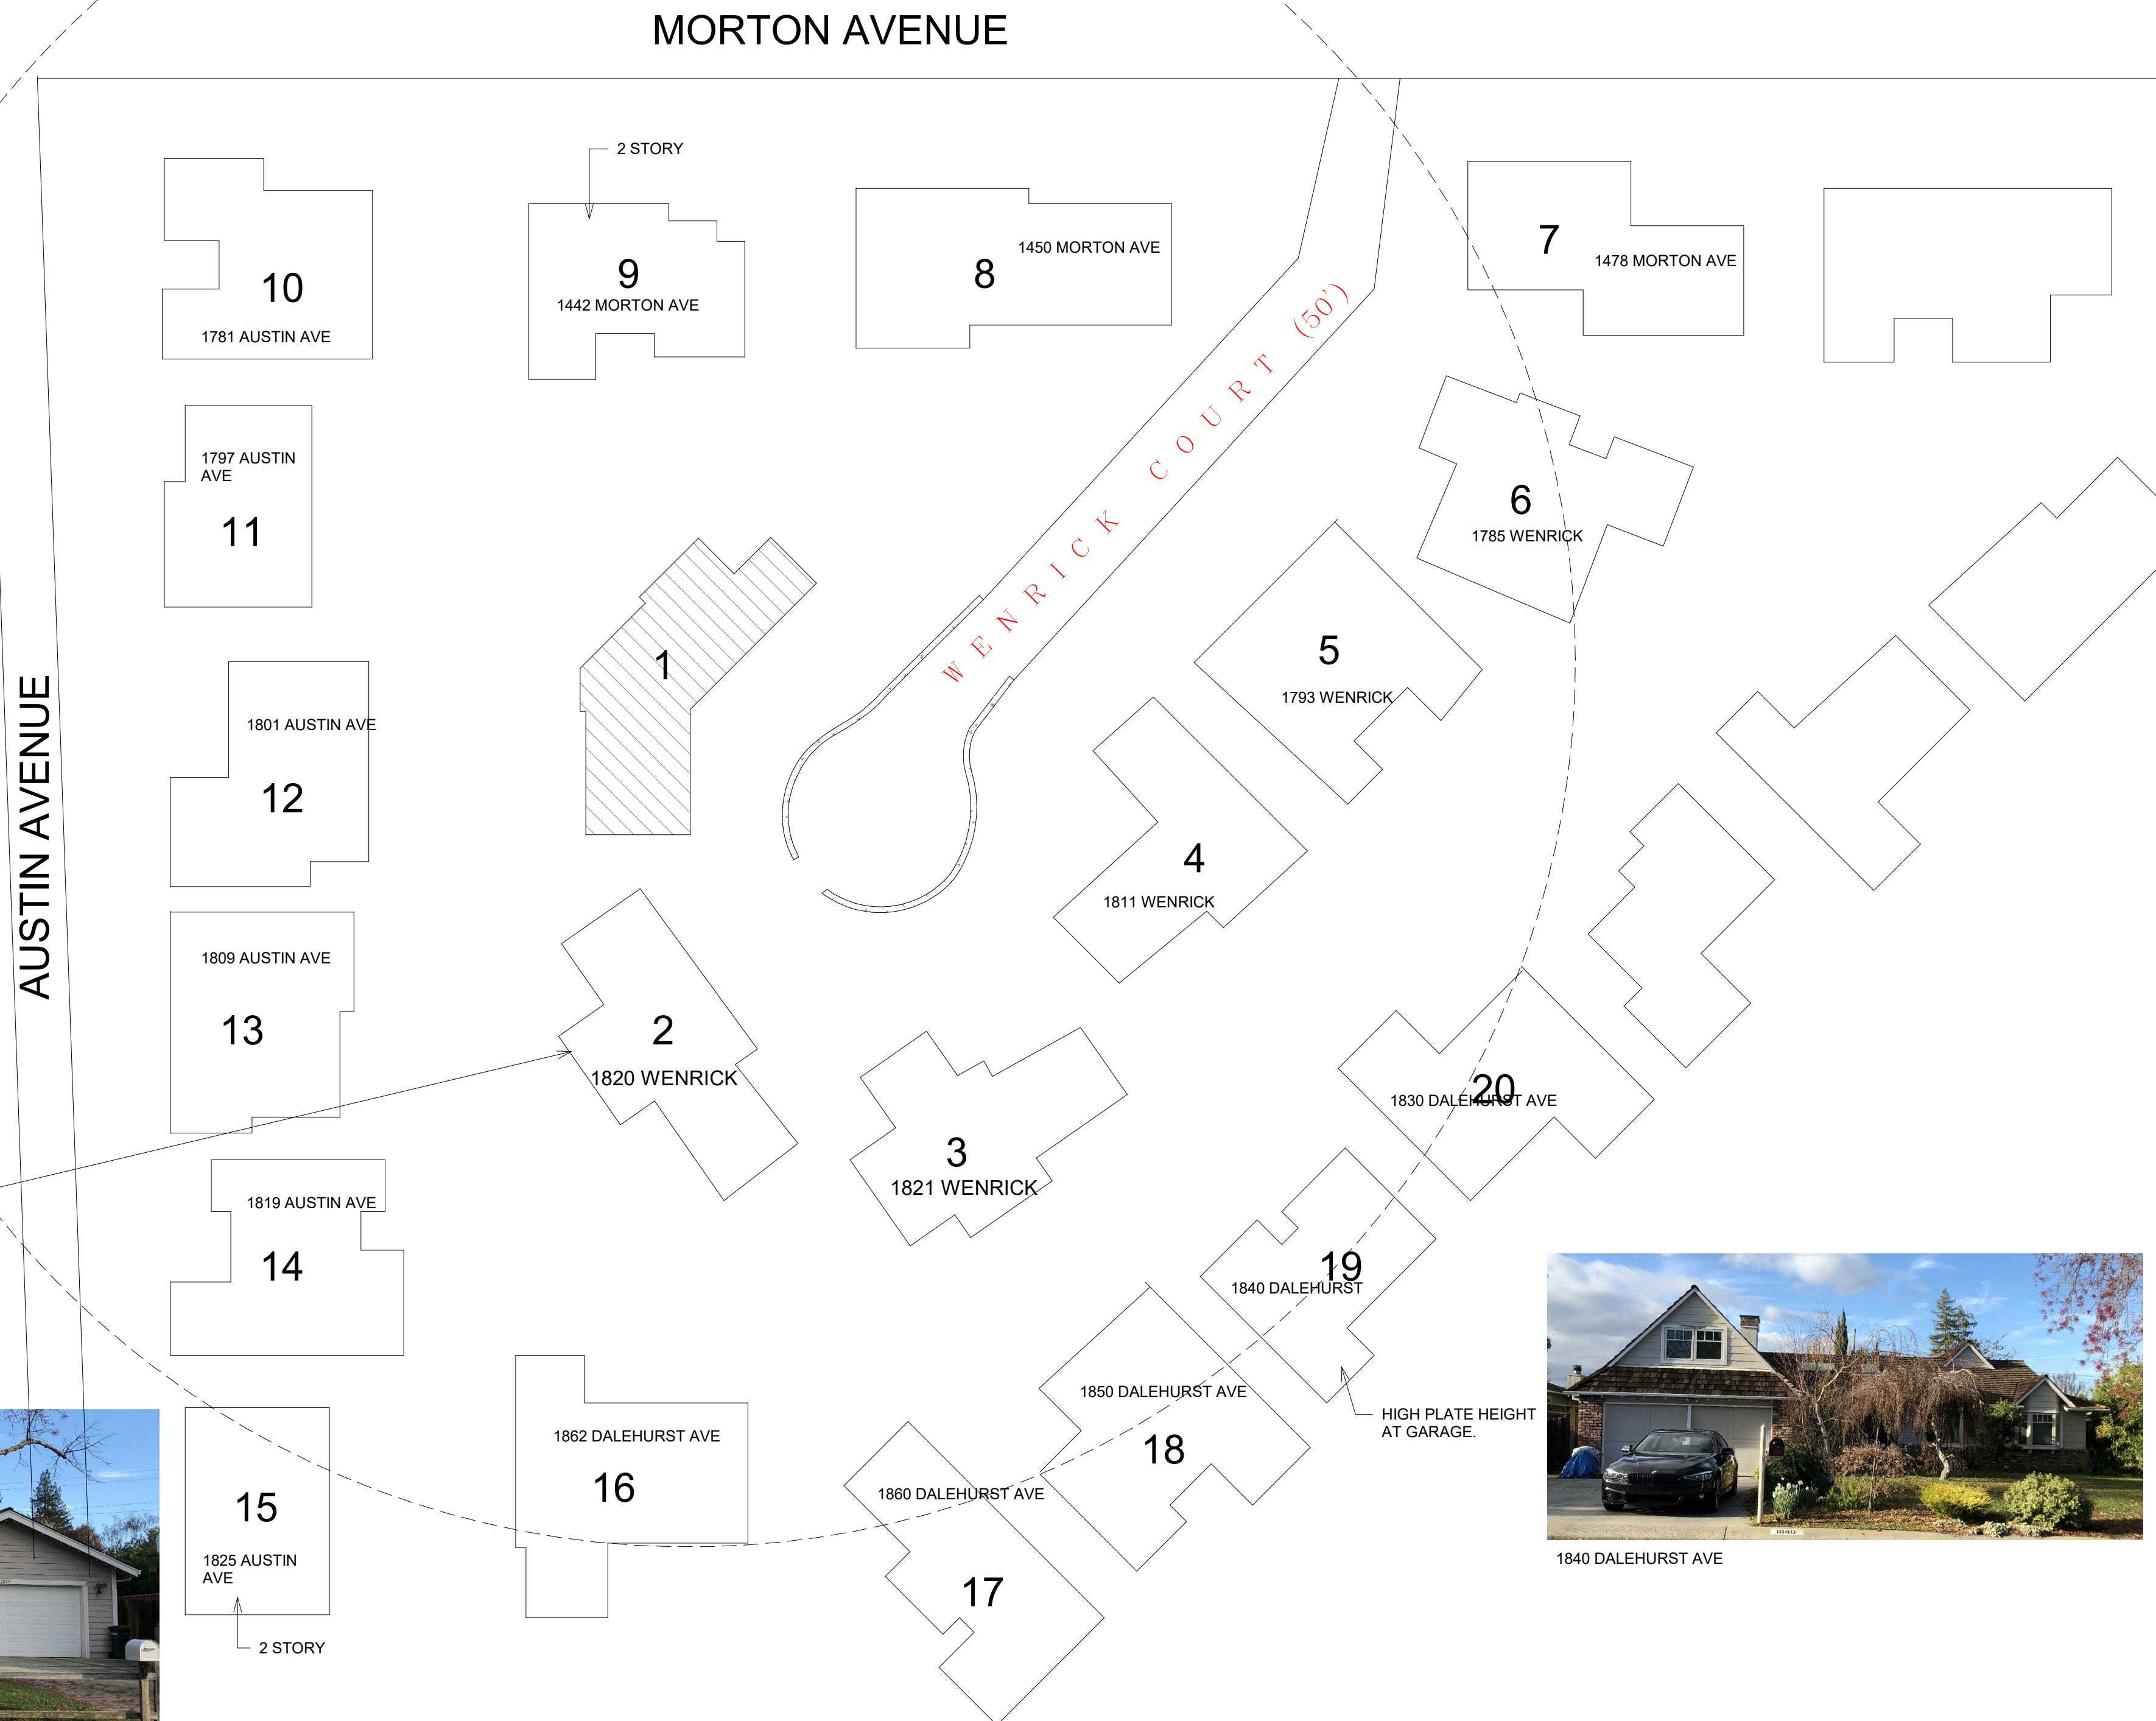 MORTON AVENUE
2 STORY
10
1781 AUSTIN AVE
9
1442 MORTON AVE
8
1450 MORTON AVE
7
1478 MORTON AVE
WENRICK COURT (50')
1797 AUSTIN
AVE
11
6
1785 WENRICK
1
5
1793 WENRICK
AUSTIN AVENUE
1801 AUSTIN AVE
12
4
1811 WENRICK
1809 AUSTIN AVE
13
2
1820 WENRICK
3
1821 WENRICK
20
1830 DALEHURST AVE
1819 AUSTIN AVE
14
19
1840 DALEHURST
HIGH PLATE HEIGHT
AT GARAGE.
1850 DALEHURST AVE
18
1862 DALEHURST AVE
16
1860 DALEHURST AVE
17
15
1825 AUSTIN
AVE
2 STORY
1840
1840 DALEHURST AVE